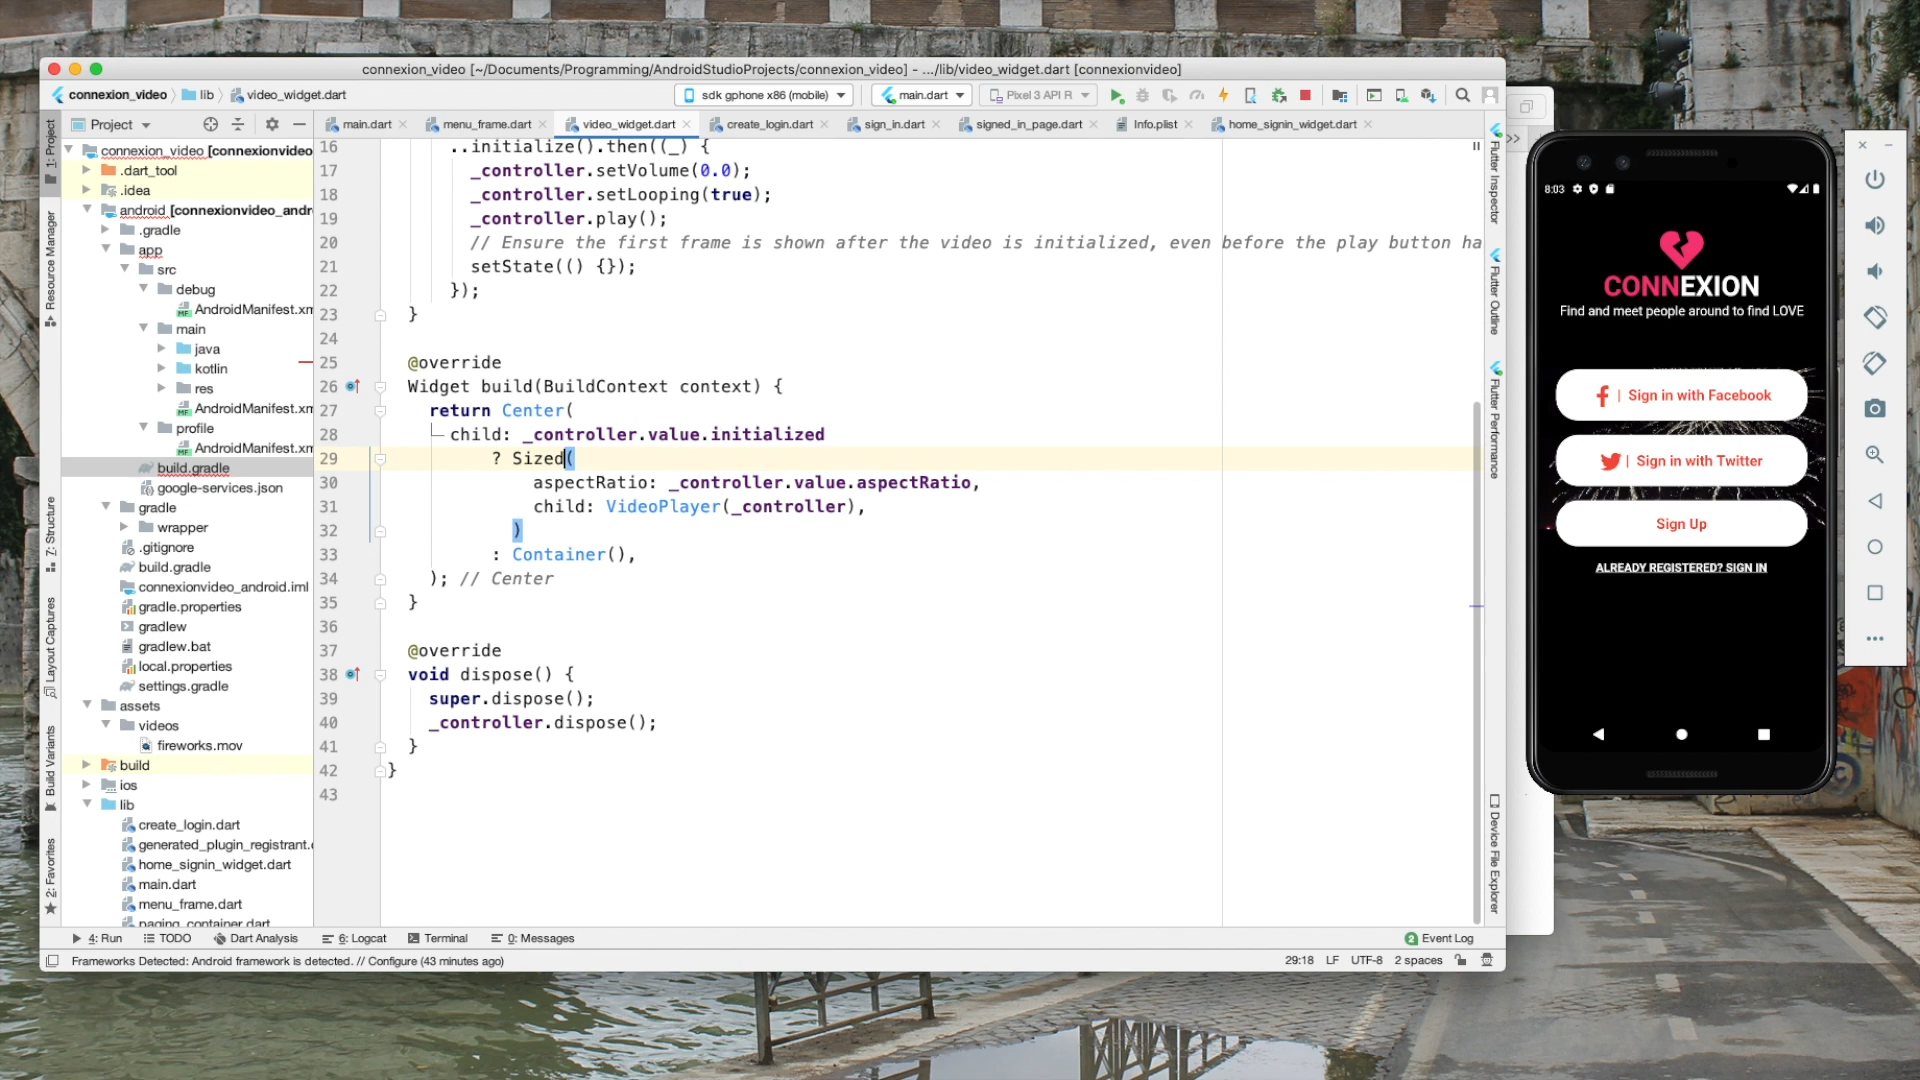 connexion_video [~/Documents/Programming/AndroidStudioProjects/connexion_video] - .../lib/video_widget.dart [connexionvideo]
connexion_video
lib
video_widget.dart
sdk gphone x86 (mobile)
main.dart
Pixel 3 API R
Project
main.dart
menu_frame.dart
video_widget.dart
create_login.dart
sign_in.dart
signed_in_page.dart
Info.plist
home_signin_widget.dart
1: Project
Resource Manager
7: Structure
Layout Captures
Build Variants
2: Favorites
connexion_video [connexionvideo
.dart_tool
.idea
android [connexionvideo_andr
.gradle
app
src
debug
AndroidManifest.xm
main
java
kotlin
res
AndroidManifest.xm
profile
AndroidManifest.xm
build.gradle
google-services.json
gradle
wrapper
.gitignore
build.gradle
connexionvideo_android.iml
gradle.properties
gradlew
gradlew.bat
local.properties
settings.gradle
assets
videos
fireworks.mov
build
ios
lib
create_login.dart
generated_plugin_registrant.
home_signin_widget.dart
main.dart
menu_frame.dart
paging_container.dart
16 ..initialize().then((_) {
17 _controller.setVolume(0.0);
18 _controller.setLooping(true);
19 _controller.play();
20 // Ensure the first frame is shown after the video is initialized, even before the play button ha
21 setState(() {});
22 });
23 }
24
25 @override
26 Widget build(BuildContext context) {
27 return Center(
28 child: _controller.value.initialized
29 ? Sized(
30 aspectRatio: _controller.value.aspectRatio,
31 child: VideoPlayer(_controller),
32 )
33 : Container(),
34 ); // Center
35 }
36
37 @override
38 void dispose() {
39 super.dispose();
40 _controller.dispose();
41 }
42 }
43
Flutter Inspector
Flutter Outline
Flutter Performance
Device File Explorer
4: Run
TODO
Dart Analysis
6: Logcat
Terminal
0: Messages
2 Event Log
Frameworks Detected: Android framework is detected. // Configure (43 minutes ago)
29:18 LF UTF-8 2 spaces
>>
8:03
CONNEXION
Find and meet people around to find LOVE
f | Sign in with Facebook
| Sign in with Twitter
Sign Up
ALREADY REGISTERED? SIGN IN